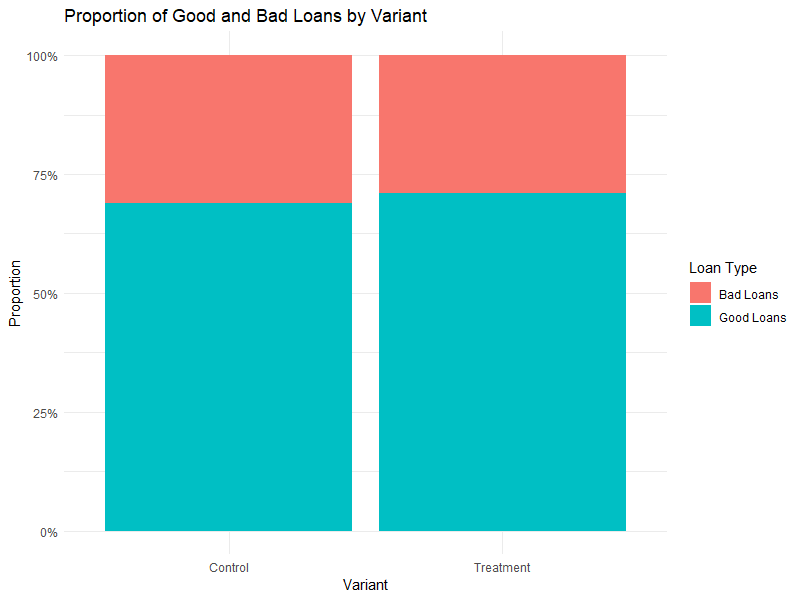 Proportion of Good and Bad Loans by Variant
100%
75%
50%
25%
0%
Proportion
Control
Treatment
Variant
Loan Type
Bad Loans
Good Loans